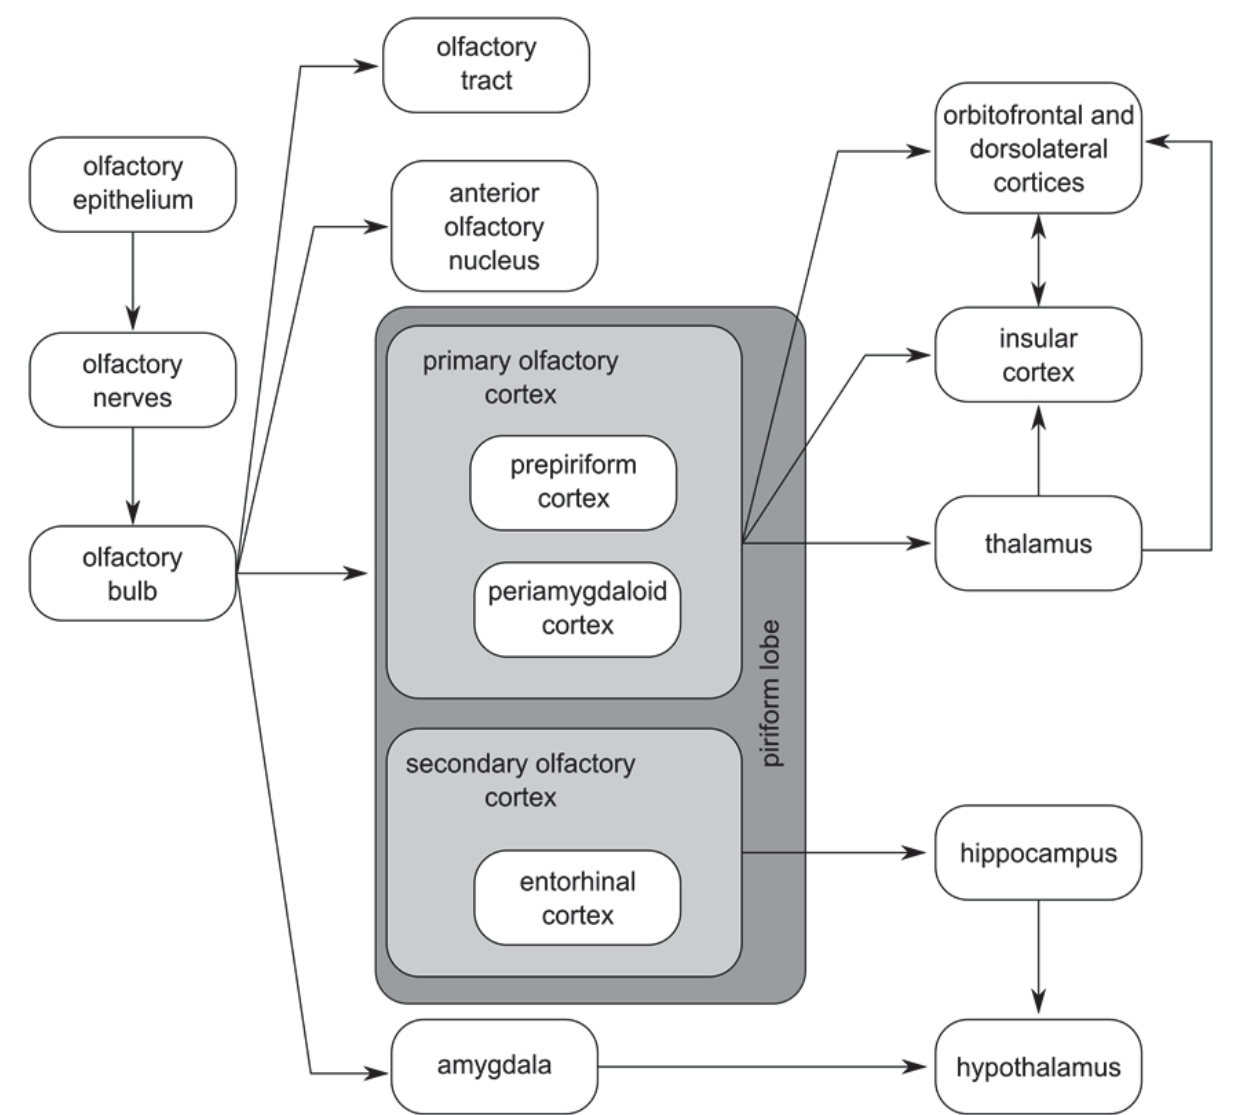 olfactory
epithelium
olfactory
nerves
olfactory
bulb
olfactory
tract
anterior
olfactory
nucleus
primary olfactory
cortex
prepiriform
cortex
periamygdaloid
cortex
secondary olfactory
cortex
entorhinal
cortex
piriform lobe
amygdala
orbitofrontal and
dorsolateral
cortices
insular
cortex
thalamus
hippocampus
hypothalamus